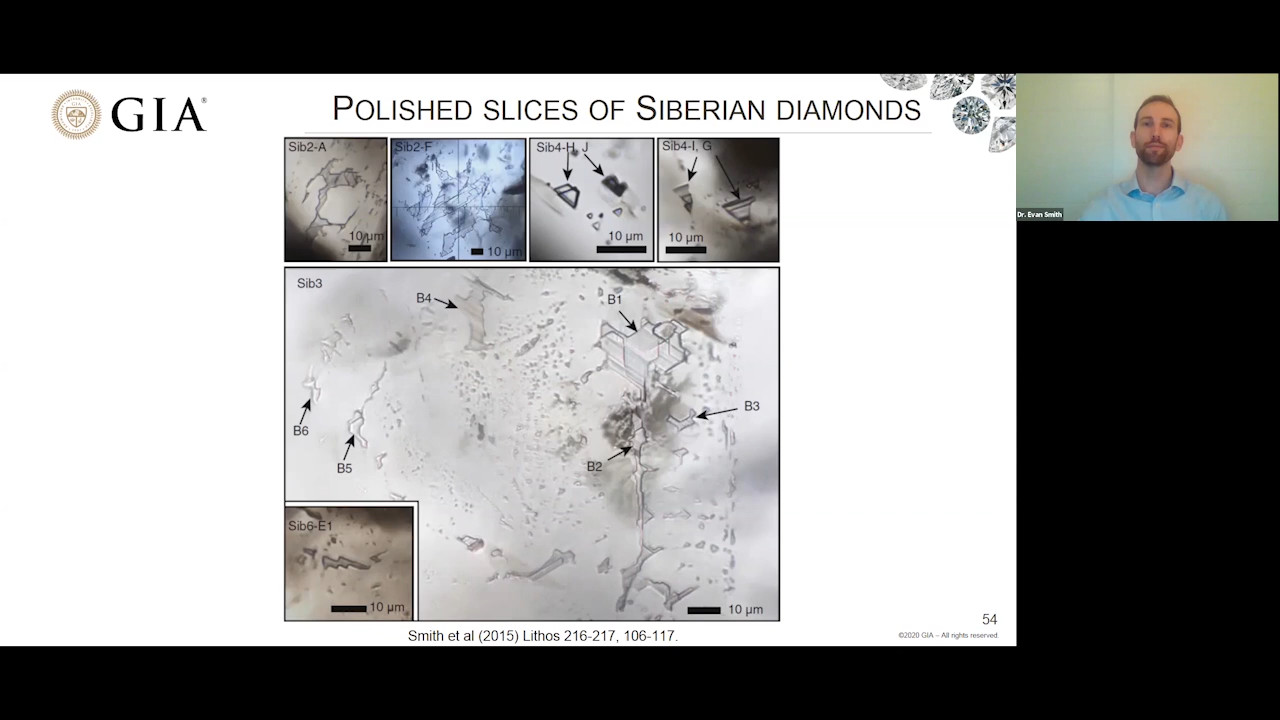 GIA®
POLISHED SLICES OF SIBERIAN DIAMONDS
Sib2-A
10 µm
Sib2-F
10 µm
Sib4-H, J
10 µm
Sib4-I, G
10 µm
Sib3
B4
B1
B3
B6
B5
B2
10 µm
Sib6-E1
10 µm
Smith et al (2015) Lithos 216-217, 106-117.
54
©2020 GIA – All rights reserved.
Dr. Evan Smith